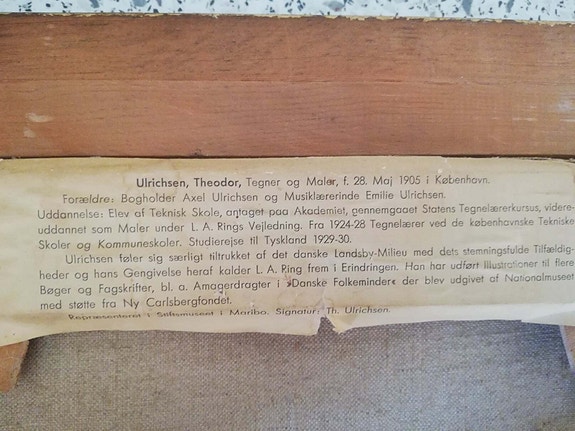 Ulrichsen, Theodor, Tegner og Maler, f. 28. Maj 1905 i København.
Forældre: Bogholder Axel Ulrichsen og Musiklærerinde Emilie Ulrichsen.
Uddannelse: Elev af Teknisk Skole, antaget paa Akademiet, gennemgaaet Statens Tegnelærerkursus, videre-
uddannet som Maler under L. A. Rings Vejledning. Fra 1924-28 Tegnelærer ved de københavnske Tekniske
Skoler og Kommuneskoler. Studierejse til Tyskland 1929-30.
Ulrichsen føler sig særligt tiltrukket af det danske Landsby-Milieu med dets stemningsfulde Tilfældig-
heder og hans Gengivelse heraf kalder L. A. Ring frem i Erindringen. Han har udført Illustrationer til flere
Bøger og Fagskrifter, bl. a. Amagerdragter i »Danske Folkeminder« der blev udgivet af Nationalmuseet
med støtte fra Ny Carlsbergfondet.
Repræsenteret i Stiftsmuseet i Maribo. Signatur: Th. Ulrichsen.